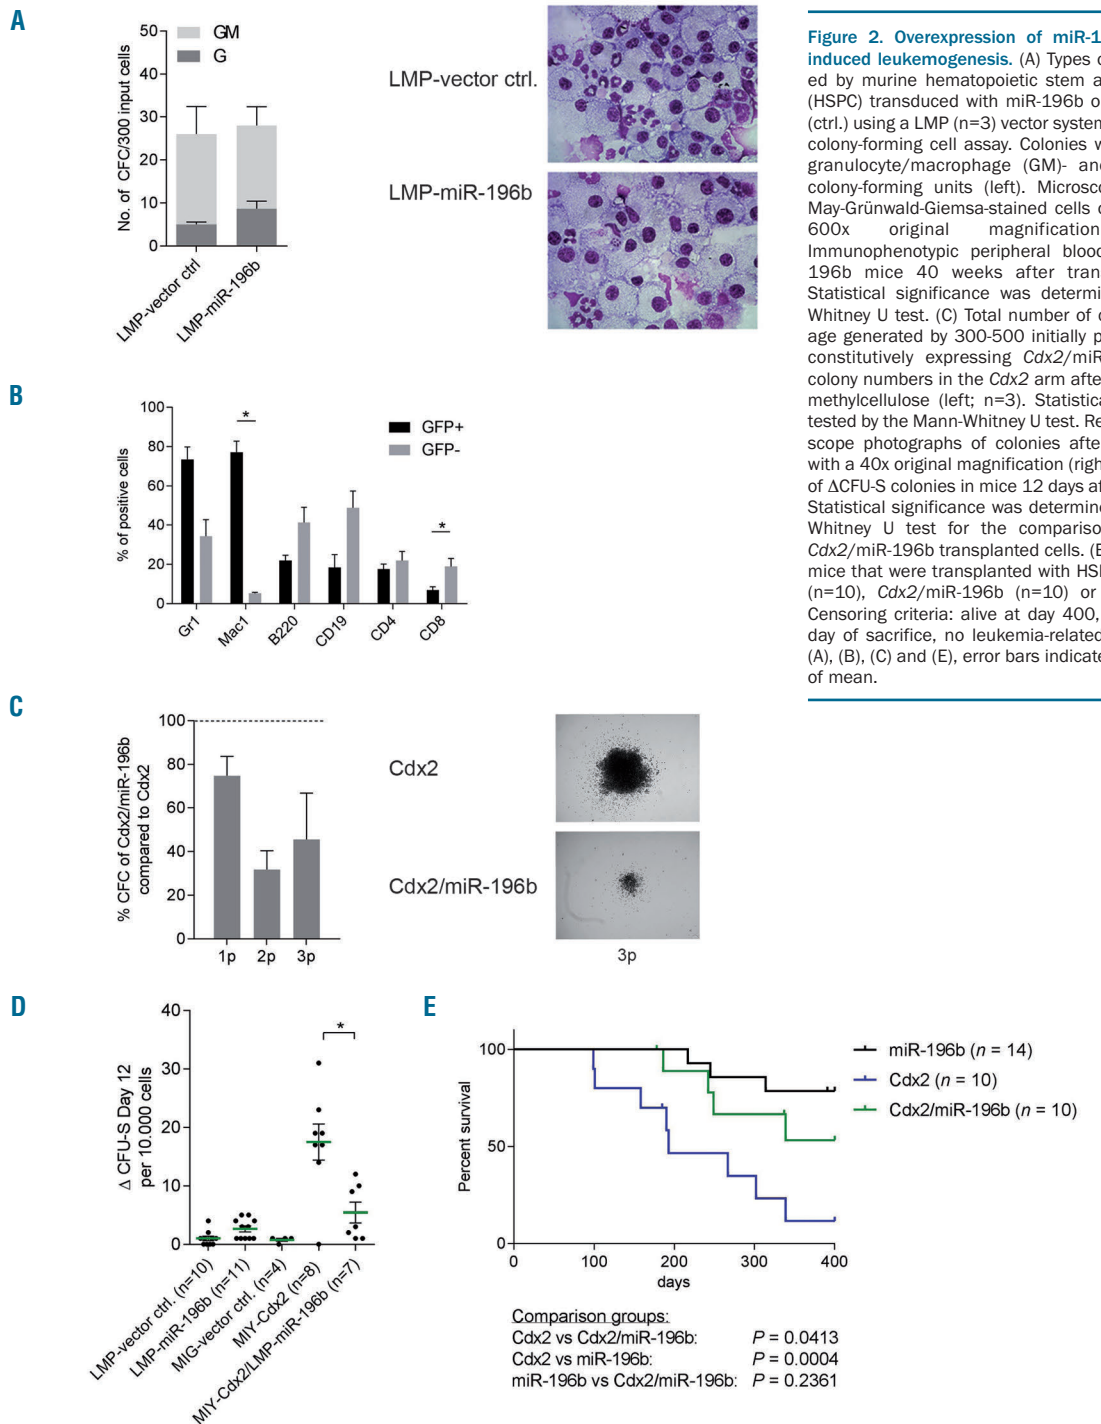 A
50
40
30
20
10
0
No. of CFC/300 input cells
GM
G
LMP-vector ctrl
LMP-miR-196b
LMP-vector ctrl.
LMP-miR-196b
B
100
80
60
40
20
0
% of positive cells
*
*
GFP+
GFP-
Gr1
Mac1
B220
CD19
CD4
CD8
C
100
80
60
40
20
0
% CFC of Cdx2/miR-196b
compared to Cdx2
1p
2p
3p
Cdx2
Cdx2/miR-196b
3p
D
40
30
20
10
0
Δ CFU-S Day 12
per 10.000 cells
*
LMP-vector ctrl. (n=10)
LMP-miR-196b (n=11)
MIG-vector ctrl. (n=4)
MIY-Cdx2 (n=8)
MIY-Cdx2/LMP-miR-196b (n=7)
E
100
50
0
Percent survival
0
100
200
300
400
days
miR-196b (n = 14)
Cdx2 (n = 10)
Cdx2/miR-196b (n = 10)
Comparison groups:
Cdx2 vs Cdx2/miR-196b: P = 0.0413
Cdx2 vs miR-196b: P = 0.0004
miR-196b vs Cdx2/miR-196b: P = 0.2361
Figure 2. Overexpression of miR-1
induced leukemogenesis. (A) Types o
ed by murine hematopoietic stem a
(HSPC) transduced with miR-196b o
(ctrl.) using a LMP (n=3) vector system
colony-forming cell assay. Colonies w
granulocyte/macrophage (GM)- an
colony-forming units (left). Microsco
May-Grünwald-Giemsa-stained cells o
600x original magnification
Immunophenotypic peripheral blood
196b mice 40 weeks after tran
Statistical significance was determi
Whitney U test. (C) Total number of c
age generated by 300-500 initially p
constitutively expressing Cdx2/miR
colony numbers in the Cdx2 arm afte
methylcellulose (left; n=3). Statistica
tested by the Mann-Whitney U test. Re
scope photographs of colonies afte
with a 40x original magnification (righ
of ΔCFU-S colonies in mice 12 days af
Statistical significance was determine
Whitney U test for the compariso
Cdx2/miR-196b transplanted cells. (E
mice that were transplanted with HSI
(n=10), Cdx2/miR-196b (n=10) or
Censoring criteria: alive at day 400,
day of sacrifice, no leukemia-related
(A), (B), (C) and (E), error bars indicate
of mean.